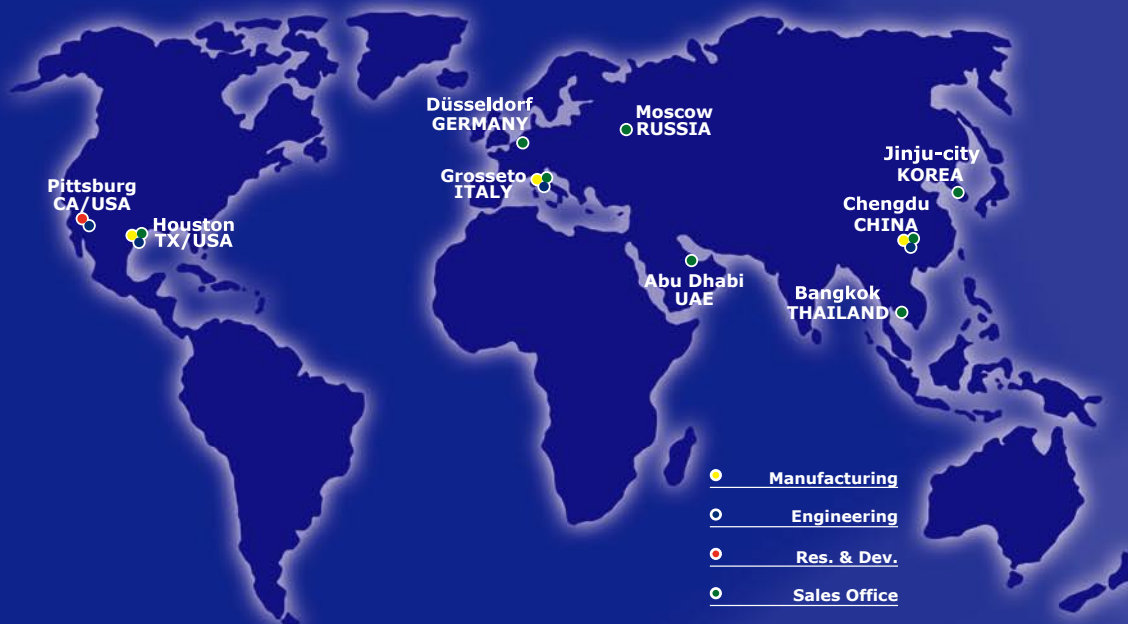 Düsseldorf
GERMANY
Moscow
RUSSIA
Jinju-city
KOREA
Grosseto
ITALY
Pittsburg
CA/USA
Chengdu
CHINA
Houston
TX/USA
Abu Dhabi
UAE
Bangkok
THAILAND
Manufacturing
Engineering
Res. & Dev.
Sales Office